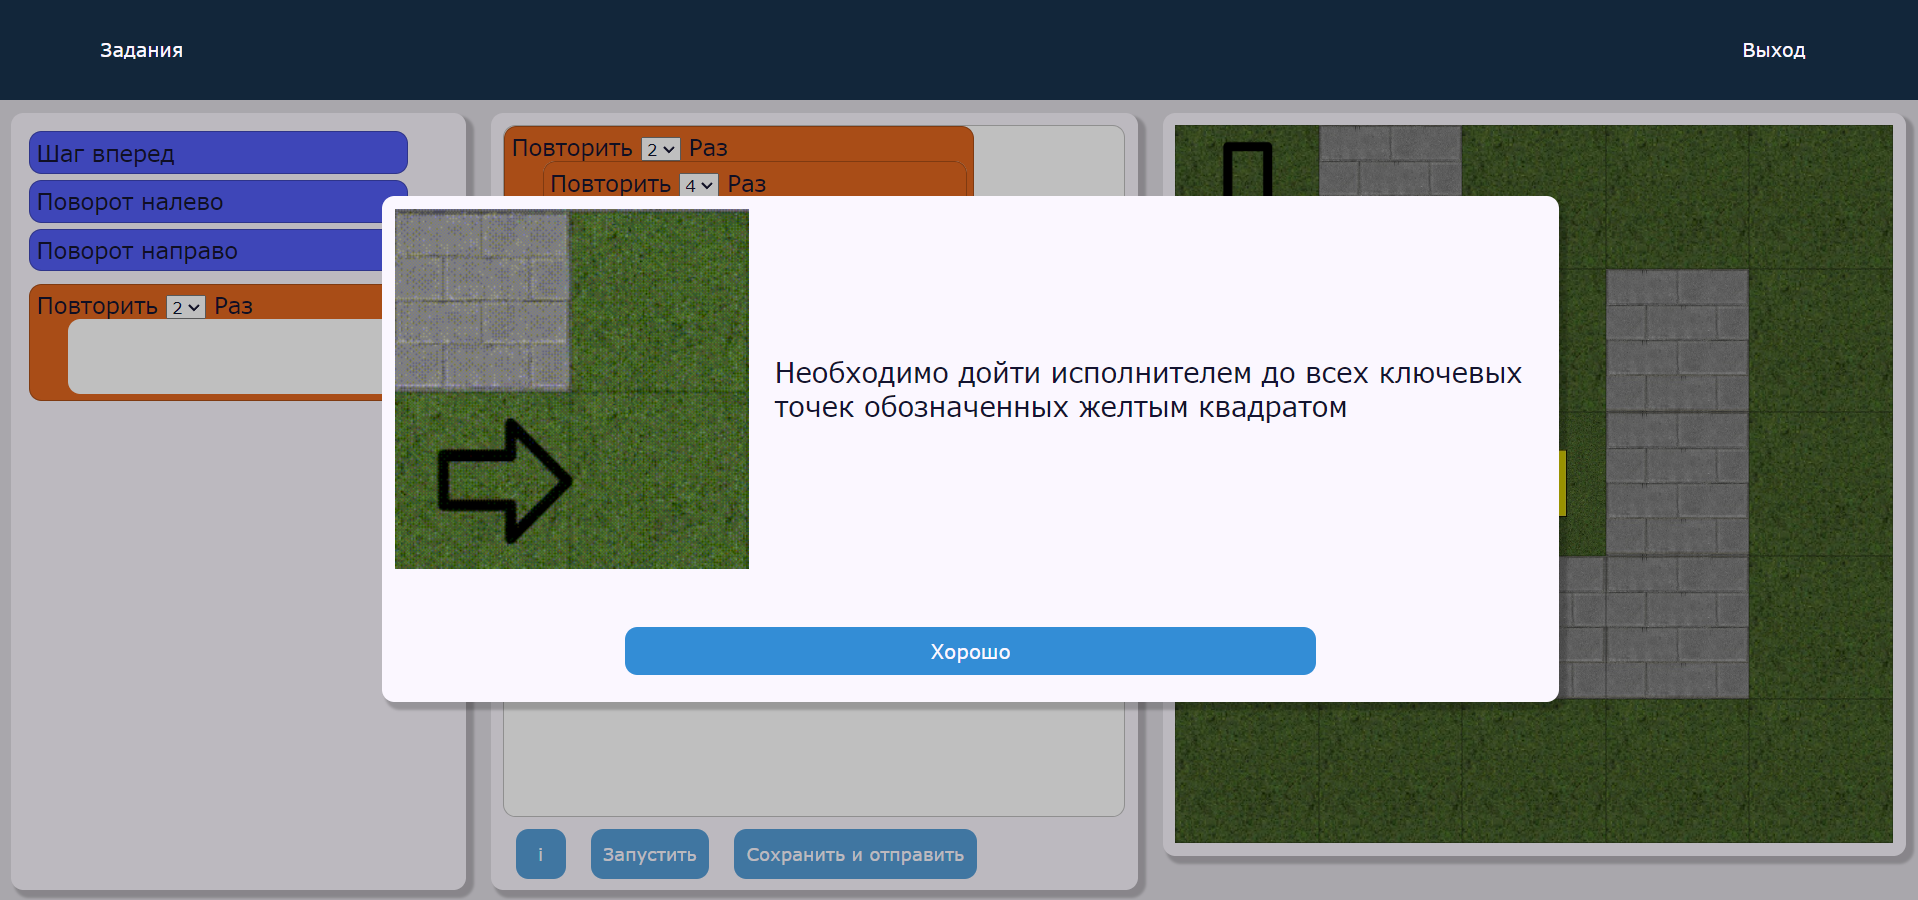 Задания
Выход
Шаг вперед
Поворот налево
Поворот направо
Повторить 2 Раз
Повторить 2 Раз
Повторить 4 Раз
Необходимо дойти исполнителем до всех ключевых
точек обозначенных желтым квадратом
Хорошо
i
Запустить
Сохранить и отправить